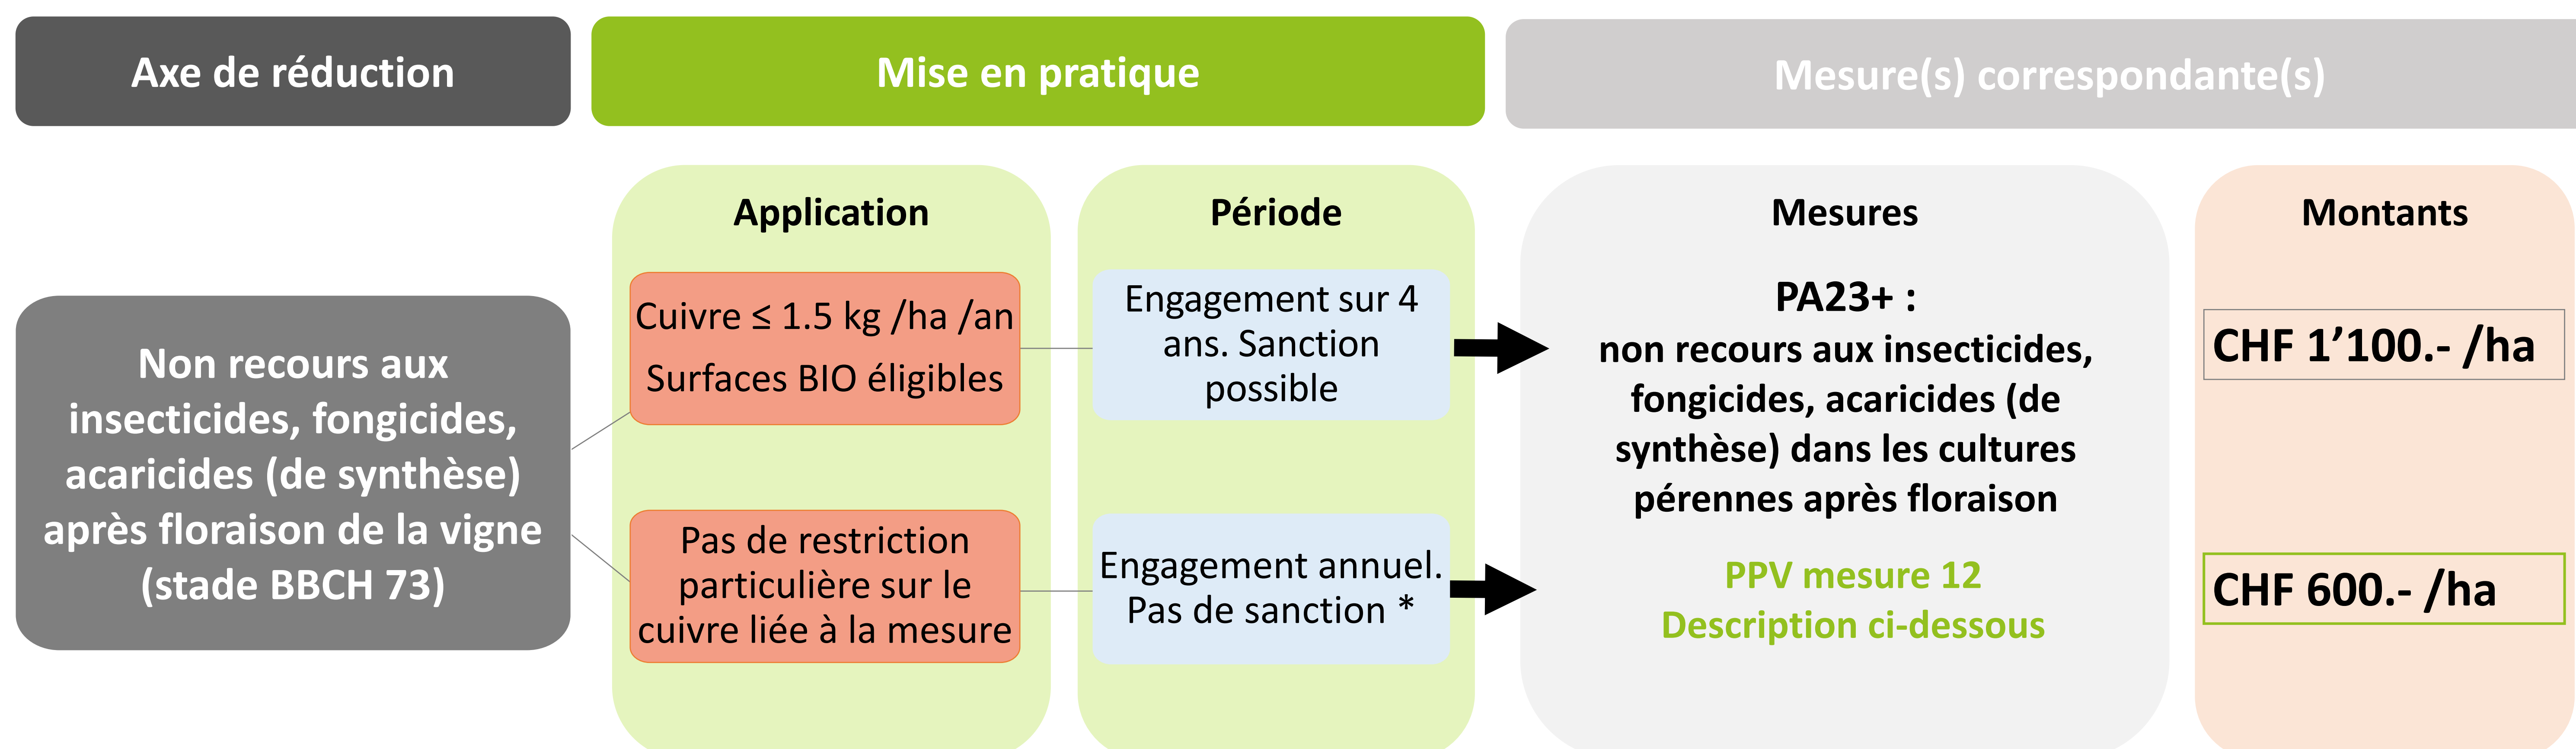 Axe de réduction
Mise en pratique
Mesure(s) correspondante(s)
Non recours aux
insecticides, fongicides,
acaricides (de synthèse)
après floraison de la vigne
(stade BBCH 73)
Application
Cuivre ≤ 1.5 kg /ha /an
Surfaces BIO éligibles
Pas de restriction
particulière sur le
cuivre liée à la mesure
Période
Engagement sur 4
ans. Sanction
possible
Engagement annuel.
Pas de sanction *
Mesures
PA23+ :
non recours aux insecticides,
fongicides, acaricides (de
synthèse) dans les cultures
pérennes après floraison
PPV mesure 12
Description ci-dessous
Montants
CHF 1’100.- /ha
CHF 600.- /ha